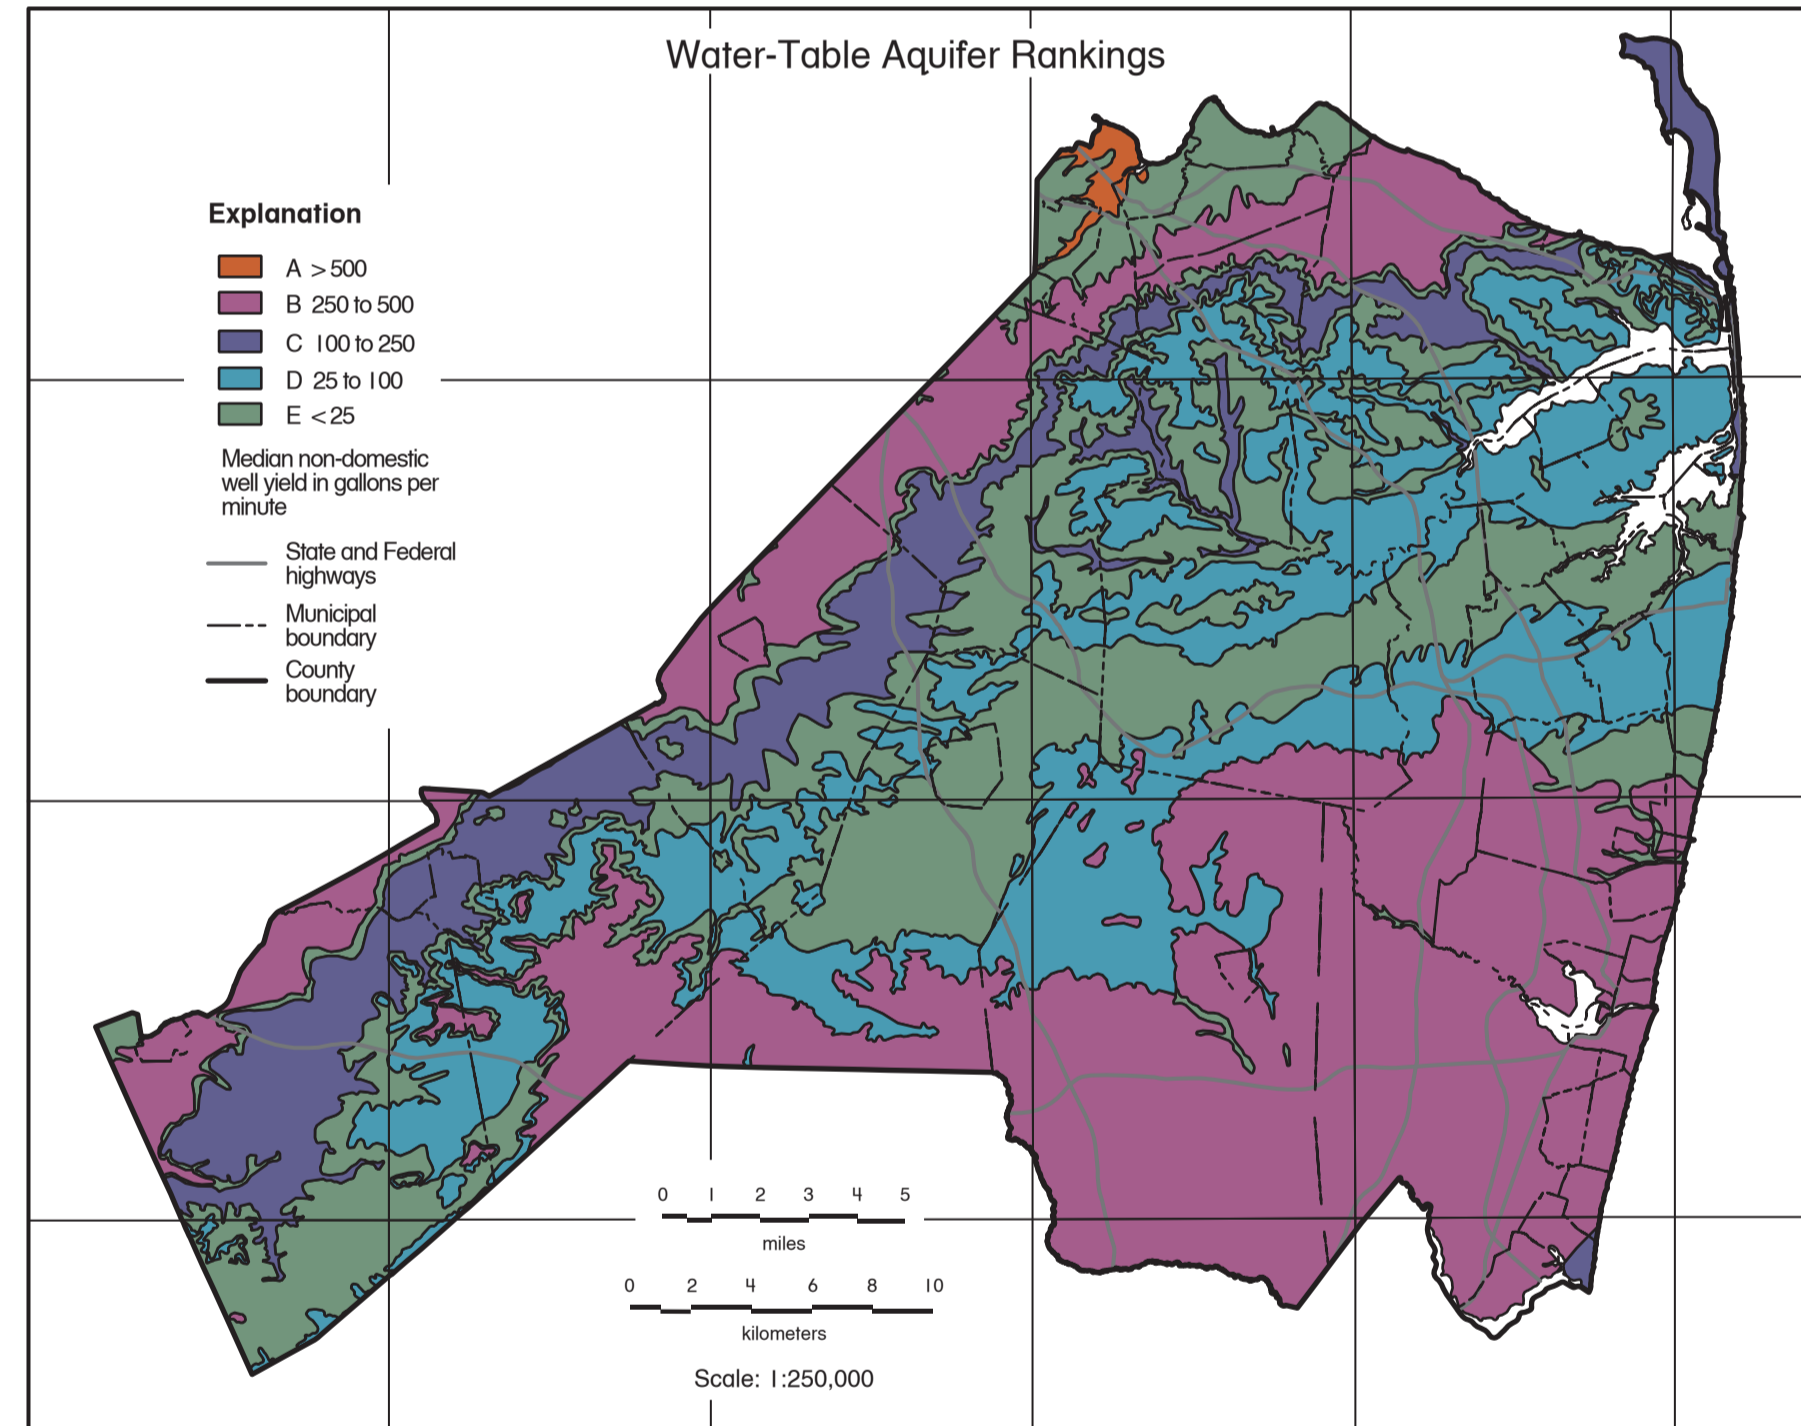 Water-Table Aquifer Rankings
Explanation
A >500
B 250 to 500
C 100 to 250
D 25 to 100
E <25
Median non-domestic
well yield in gallons per
minute
State and Federal
highways
Municipal
boundary
County
boundary
0 1 2 3 4 5
miles
0 2 4 6 8 10
kilometers
Scale: 1:250,000